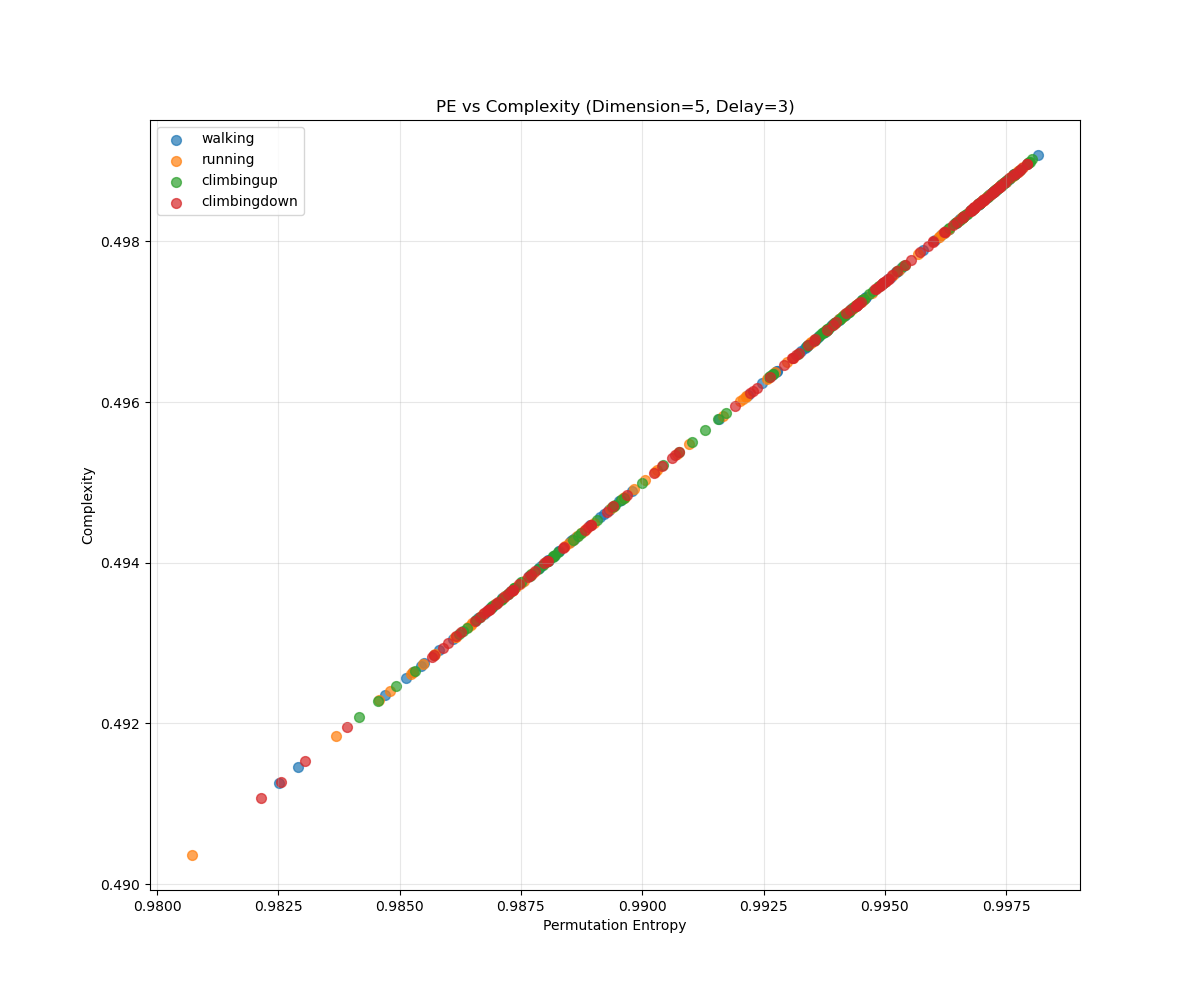 PE vs Complexity (Dimension=5, Delay=3)
walking
running
climbingup
climbingdown
0.498
0.496
0.494
0.492
0.490
Complexity
0.9800 0.9825 0.9850 0.9875 0.9900 0.9925 0.9950 0.9975
Permutation Entropy